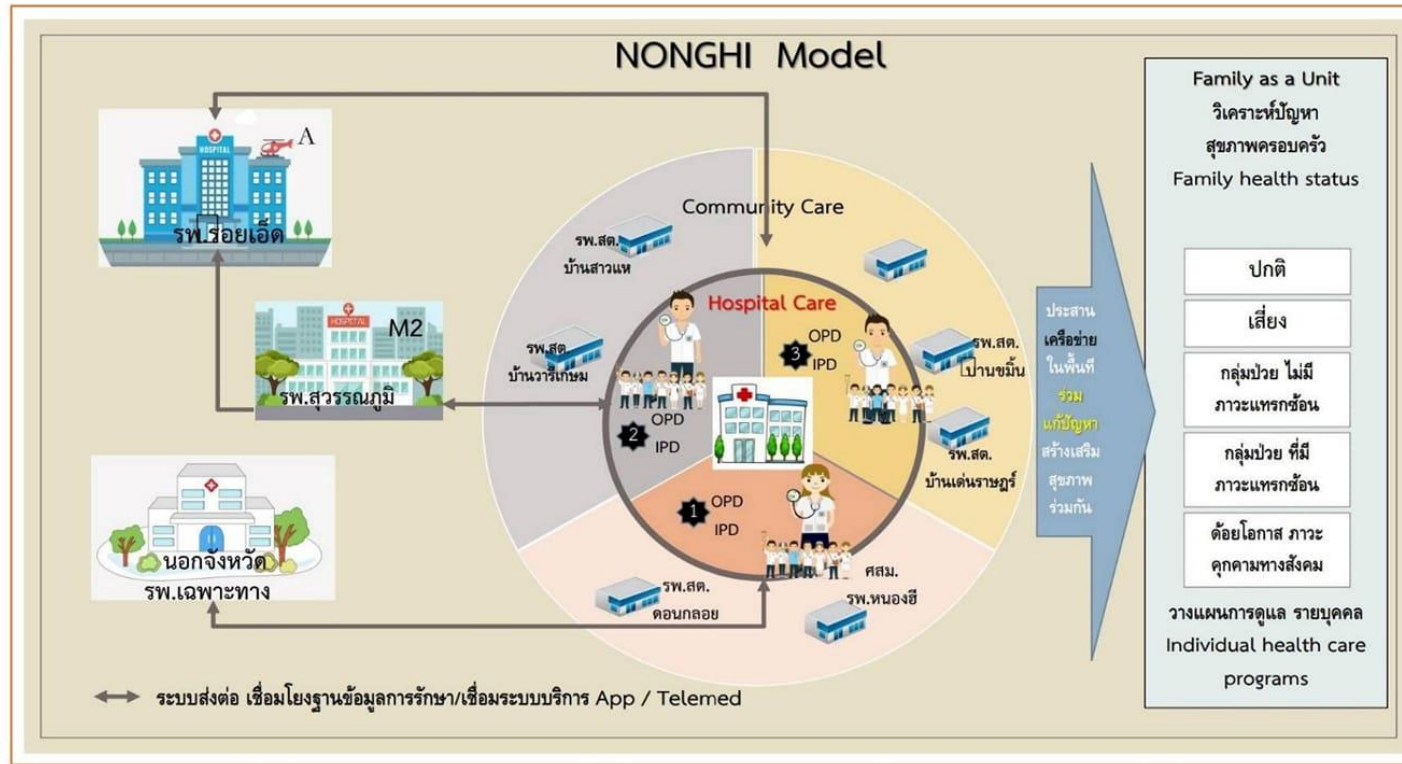 NONGHI Model
HOSPITAL
A
รพ.ร้อยเอ็ด
HOSPITAL
M2
รพ.สุวรรณภูมิ
นอกจังหวัด
รพ.เฉพาะทาง
Community Care
รพ.สต.
บ้านสาวแห
รพ.สต.
บ้านวารีเกษม
Hospital Care
3
OPD
IPD
รพ.สต.
บ้านขมิ้น
รพ.สต.
บ้านเด่นราษฎร์
2
OPD
IPD
1
OPD
IPD
รพ.สต.
ดอนกลอย
ศสม.
รพ.หนองฮี
ประสาน
เครือข่าย
ในพื้นที่
ร่วม
แก้ปัญหา
สร้างเสริม
สุขภาพ
ร่วมกัน
Family as a Unit
วิเคราะห์ปัญหา
สุขภาพครอบครัว
Family health status
ปกติ
เสี่ยง
กลุ่มป่วย ไม่มี
ภาวะแทรกซ้อน
กลุ่มป่วย ที่มี
ภาวะแทรกซ้อน
ด้อยโอกาส ภาวะ
คุกคามทางสังคม
วางแผนการดูแล รายบุคคล
Individual health care
programs
ระบบส่งต่อ เชื่อมโยงฐานข้อมูลการรักษา/เชื่อมระบบบริการ App / Telemed